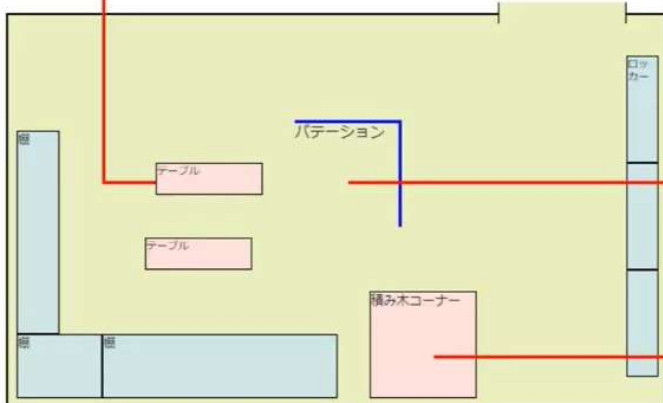 ロッ
カー
パテーション
棚
テーブル
テーブル
積み木コーナー
棚
棚